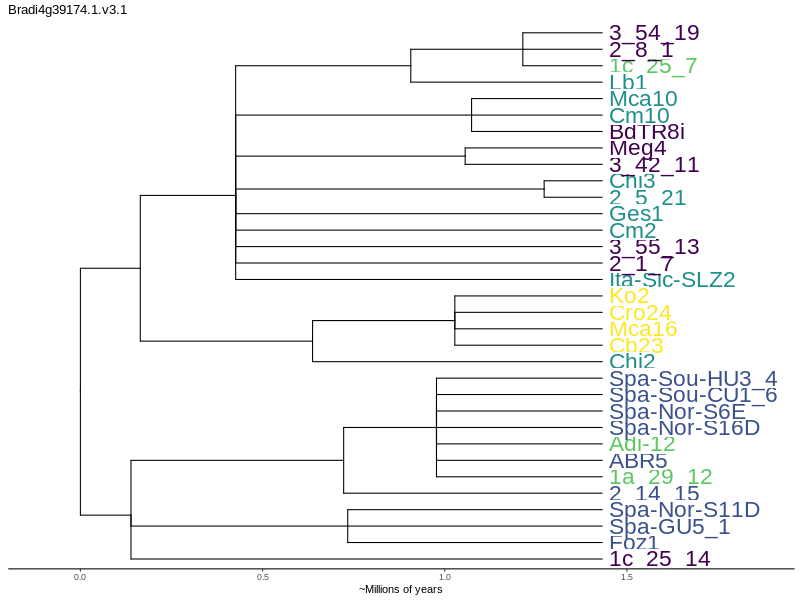 Bradi4g39174.1.v3.1
3_54_19
2_8_1
1c_25_7
Lb1
Mca10
Cm10
BdTR8i
Meg4
3_42_11
Chi3
2_5_21
Ges1
Cm2
3_55_13
2_1_7
Ita-Sic-SLZ2
Ko2
Cro24
Mca16
Cb23
Chi2
Spa-Sou-HU3_4
Spa-Sou-CU1_6
Spa-Nor-S6E
Spa-Nor-S16D
Adi-12
ABR5
1a_29_12
2_14_15
Spa-Nor-S11D
Spa-GU5_1
Foz1
1c_25_14
0.0 0.5 1.0 1.5
~Millions of years